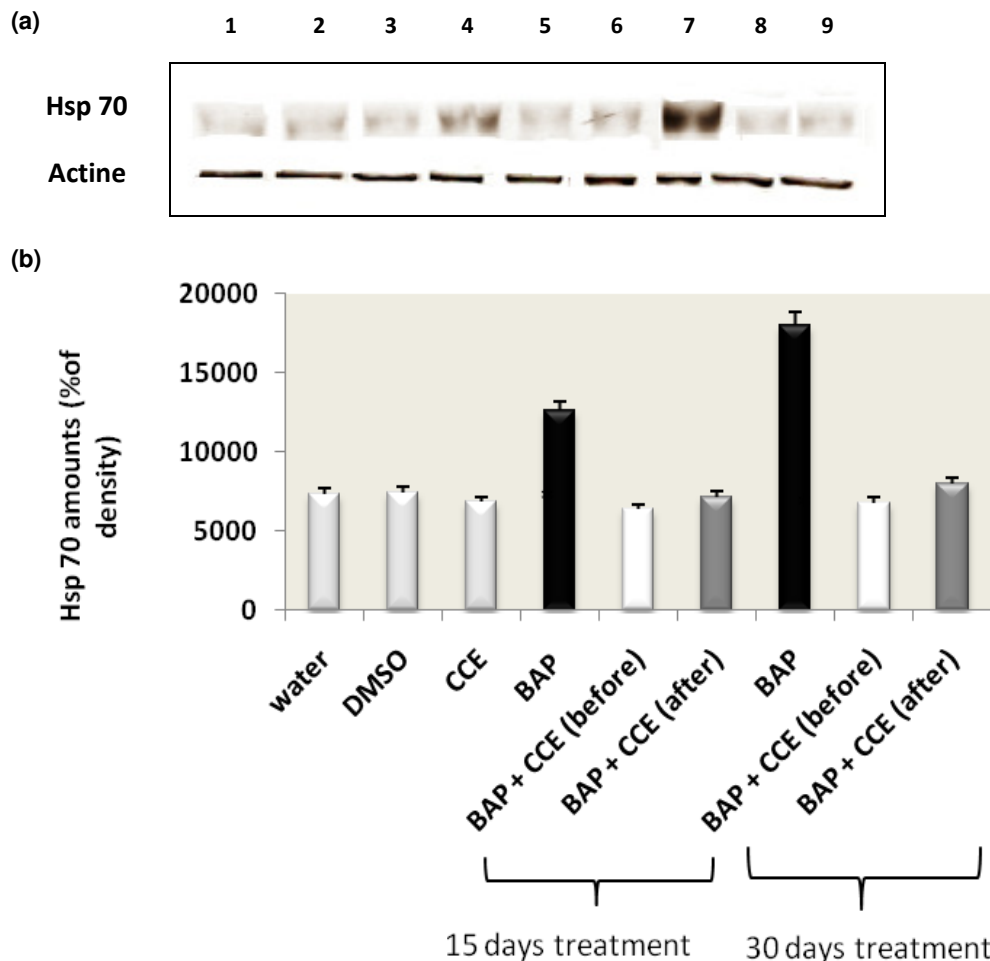 (a)
1 2 3 4 5 6 7 8 9
Hsp 70
Actine
(b)
Hsp 70 amounts (%of
density)
20000
15000
10000
5000
0
water
DMSO
CCE
BAP
BAP + CCE (before)
BAP + CCE (after)
BAP
BAP + CCE (before)
BAP + CCE (after)
15 days treatment
30 days treatment